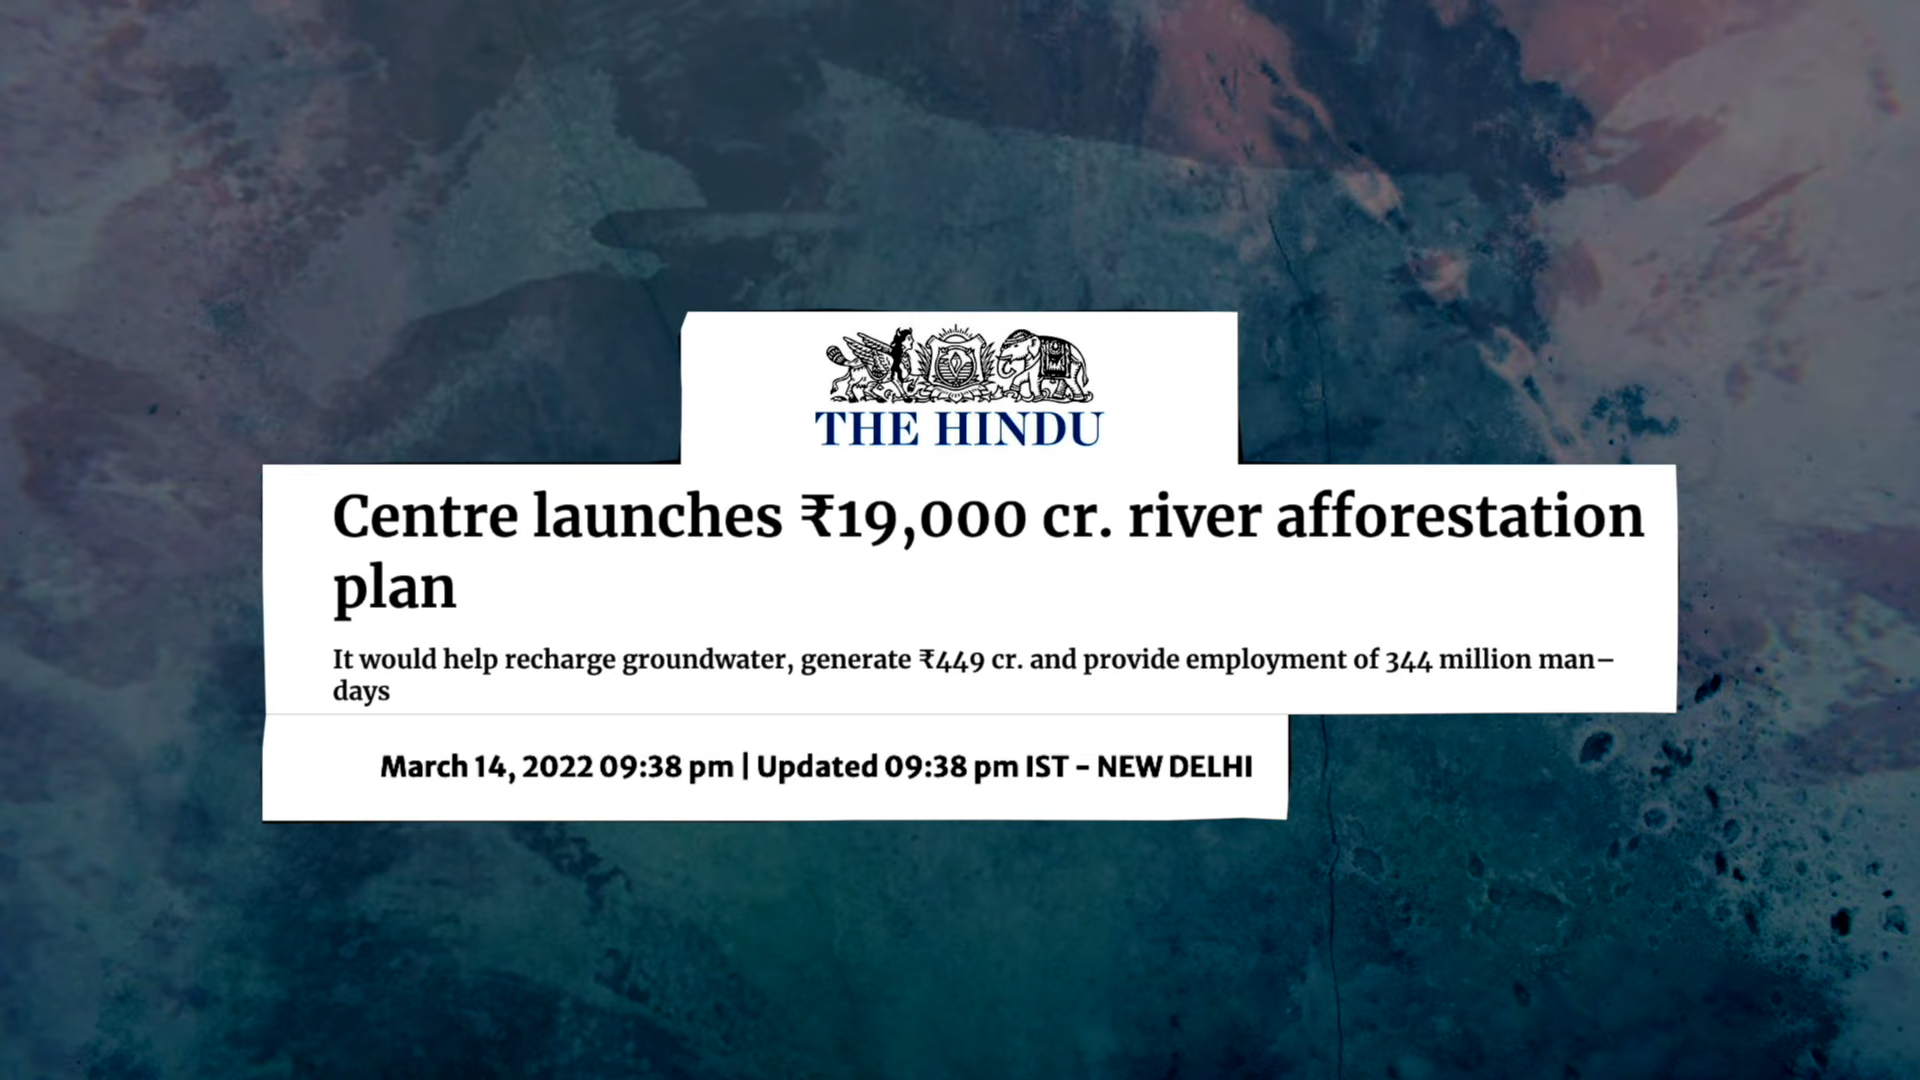 THE HINDU
Centre launches ₹19,000 cr. river afforestation
plan
It would help recharge groundwater, generate ₹449 cr. and provide employment of 344 million man–
days
March 14, 2022 09:38 pm | Updated 09:38 pm IST - NEW DELHI